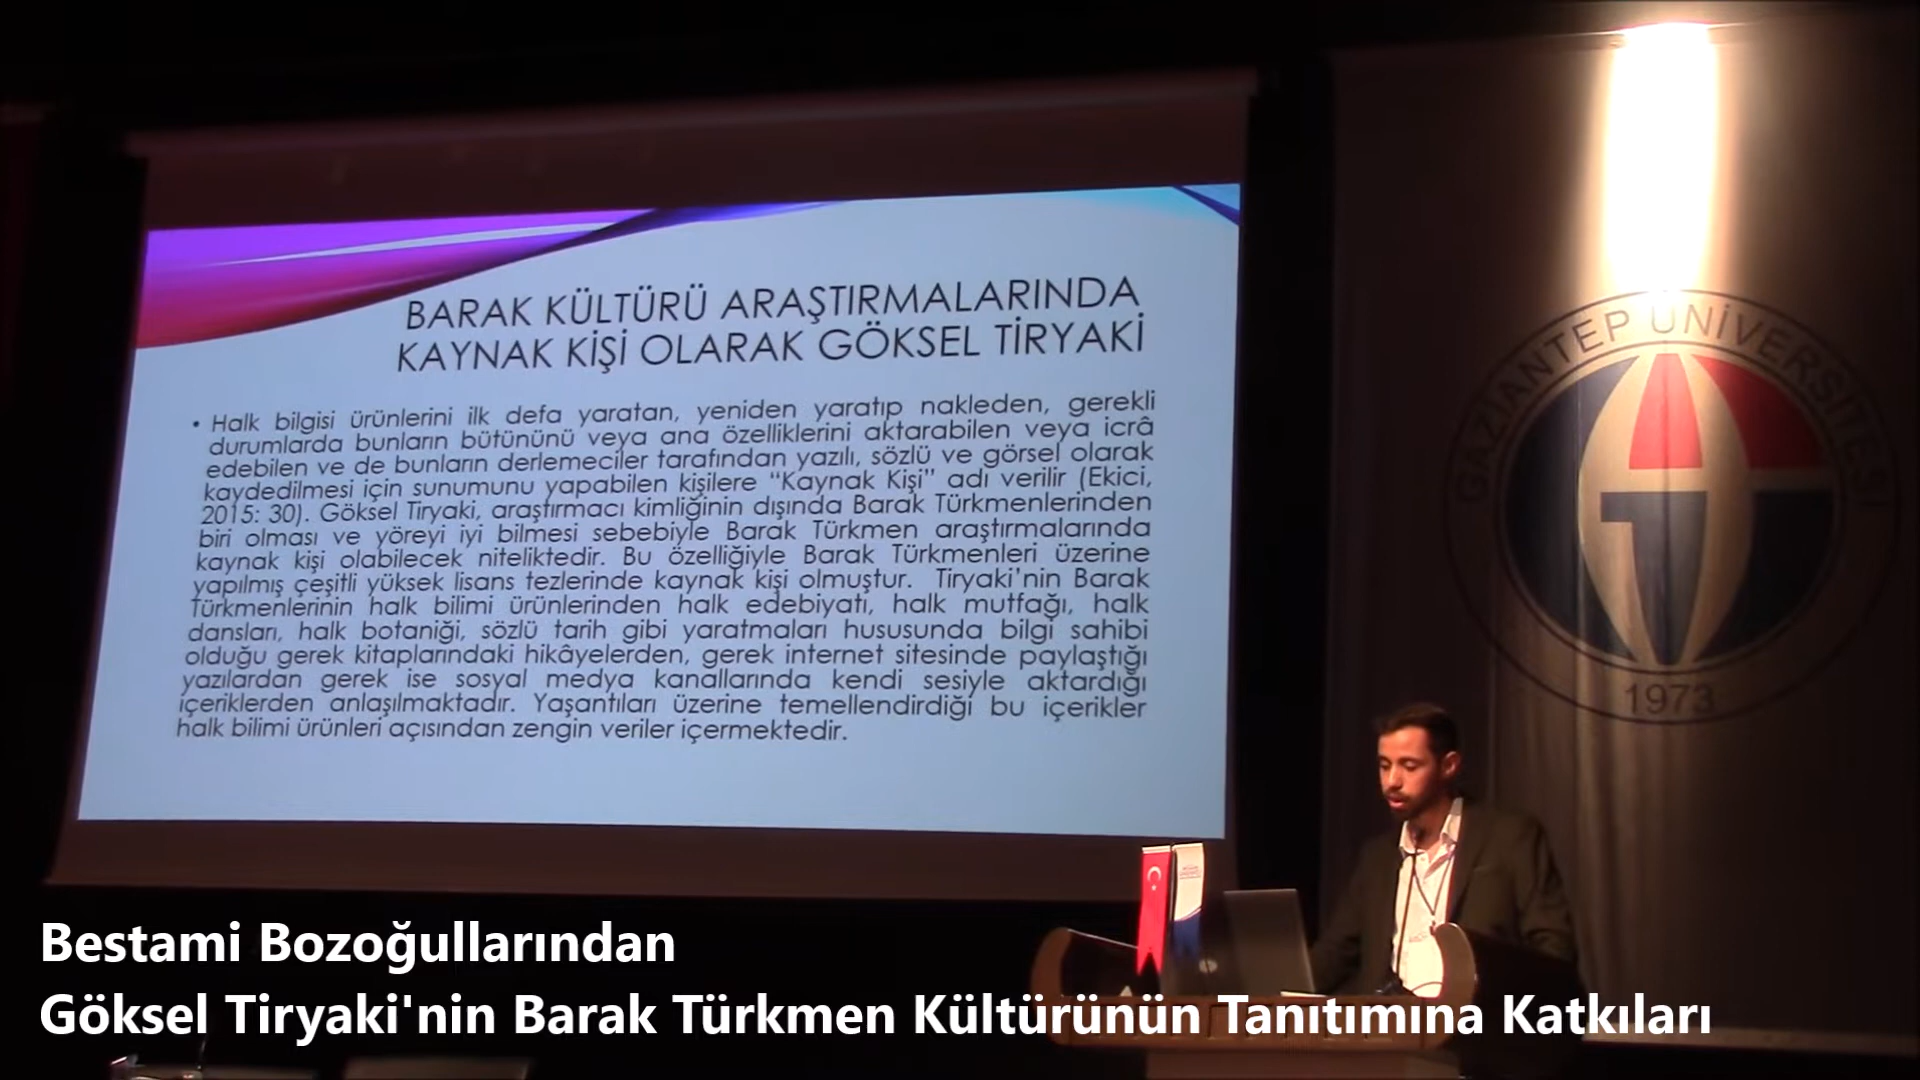 BARAK KÜLTÜRÜ ARAŞTIRMALARINDA
KAYNAK KİŞİ OLARAK GÖKSEL TİRYAKİ
• Halk bilgisi ürünlerini ilk defa yaratan, yeniden yaratıp nakleden, gerekli
durumlarda bunların bütününü veya ana özelliklerini aktarabilen veya icrâ
edebilen ve de bunların derlemeciler tarafından yazılı, sözlü ve görsel olarak
kaydedilmesi için sunumunu yapabilen kişilere “Kaynak Kişi” adı verilir (Ekici,
2015: 30). Göksel Tiryaki, araştırmacı kimliğinin dışında Barak Türkmenlerinden
biri olması ve yöreyi iyi bilmesi sebebiyle Barak Türkmen araştırmalarında
kaynak kişi olabilecek niteliktedir. Bu özelliğiyle Barak Türkmenleri üzerine
yapılmış çeşitli yüksek lisans tezlerinde kaynak kişi olmuştur. Tiryaki’nin Barak
Türkmenlerinin halk bilimi ürünlerinden halk edebiyatı, halk mutfağı, halk
dansları, halk botaniği, sözlü tarih gibi yaratmaları hususunda bilgi sahibi
olduğu gerek kitaplarındaki hikâyelerden, gerek internet sitesinde paylaştığı
yazılardan gerek ise sosyal medya kanallarında kendi sesiyle aktardığı
içeriklerden anlaşılmaktadır. Yaşantıları üzerine temellendirdiği bu içerikler
halk bilimi ürünleri açısından zengin veriler içermektedir.
GAZİANTEP ÜNİVERSİTESİ
1973
Bestami Bozoğullarından
Göksel Tiryaki'nin Barak Türkmen Kültürünün Tanıtımına Katkıları